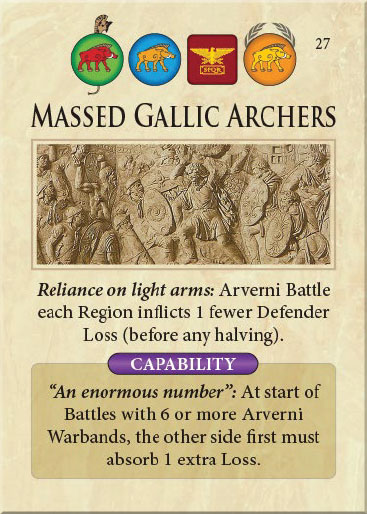 27
SPQR
MASSED GALLIC ARCHERS
Reliance on light arms: Arverni Battle
each Region inflicts 1 fewer Defender
Loss (before any halving).
CAPABILITY
“An enormous number”: At start of
Battles with 6 or more Arverni
Warbands, the other side first must
absorb 1 extra Loss.